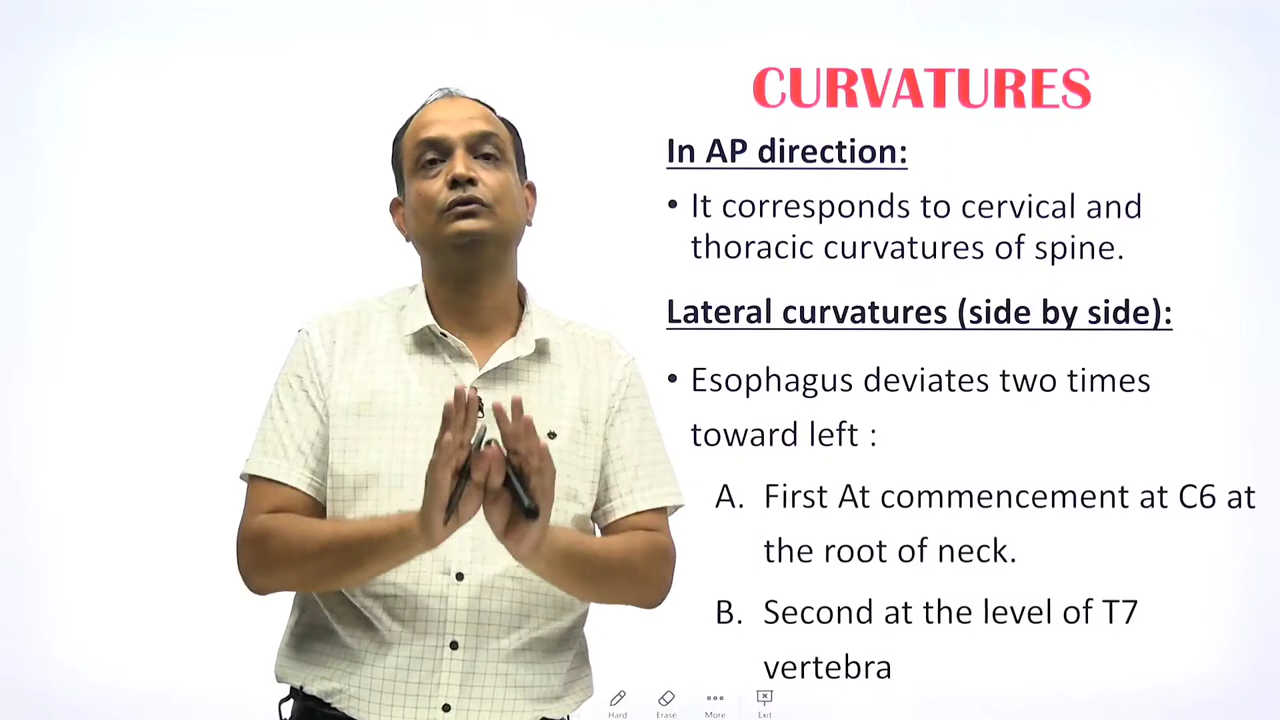 CURVATURES
In AP direction:
• It corresponds to cervical and
thoracic curvatures of spine.
Lateral curvatures (side by side):
• Esophagus deviates two times
toward left :
A. First At commencement at C6 at
the root of neck.
B. Second at the level of T7
vertebra
Hard Erase More Exit